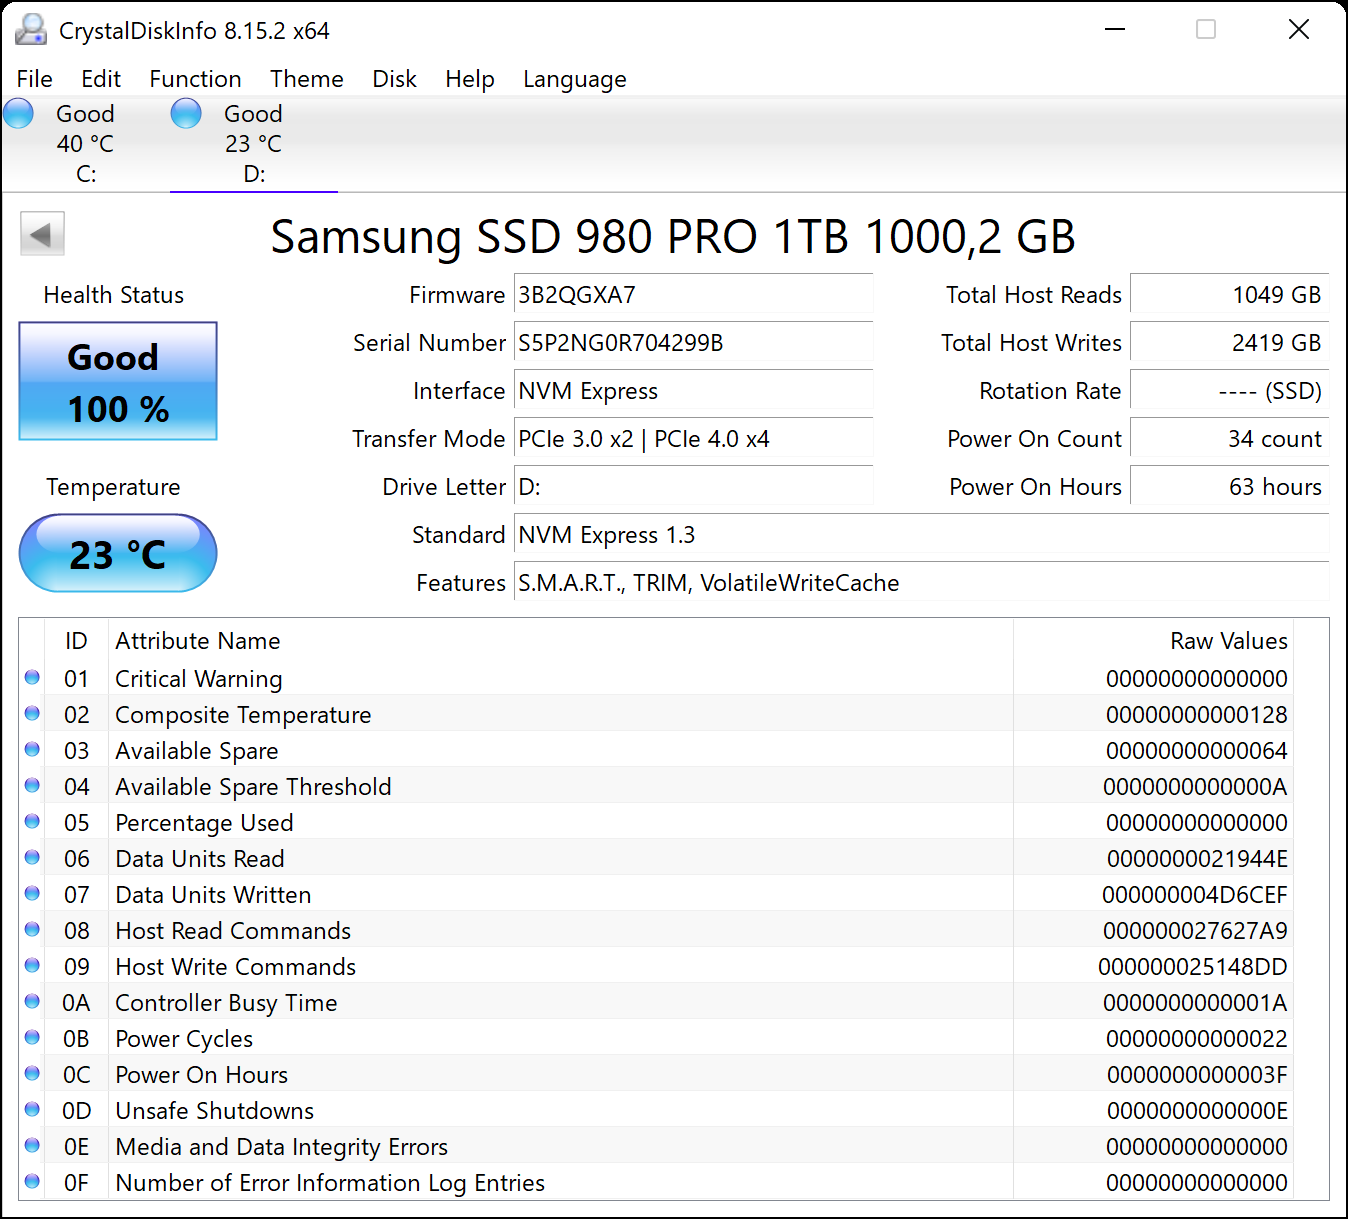 CrystalDiskInfo 8.15.2 x64
File Edit Function Theme Disk Help Language
Good Good
40 °C 23 °C
C: D:
Samsung SSD 980 PRO 1TB 1000,2 GB
Health Status
Good
100 %
Temperature
23 °C
Firmware 3B2QGXA7
Serial Number S5P2NG0R704299B
Interface NVM Express
Transfer Mode PCIe 3.0 x2 | PCIe 4.0 x4
Drive Letter D:
Standard NVM Express 1.3
Features S.M.A.R.T., TRIM, VolatileWriteCache
Total Host Reads 1049 GB
Total Host Writes 2419 GB
Rotation Rate ---- (SSD)
Power On Count 34 count
Power On Hours 63 hours
ID Attribute Name Raw Values
01 Critical Warning 00000000000000
02 Composite Temperature 00000000000128
03 Available Spare 00000000000064
04 Available Spare Threshold 0000000000000A
05 Percentage Used 00000000000000
06 Data Units Read 0000000021944E
07 Data Units Written 000000004D6CEF
08 Host Read Commands 000000027627A9
09 Host Write Commands 000000025148DD
0A Controller Busy Time 0000000000001A
0B Power Cycles 00000000000022
0C Power On Hours 0000000000003F
0D Unsafe Shutdowns 0000000000000E
0E Media and Data Integrity Errors 00000000000000
0F Number of Error Information Log Entries 00000000000000